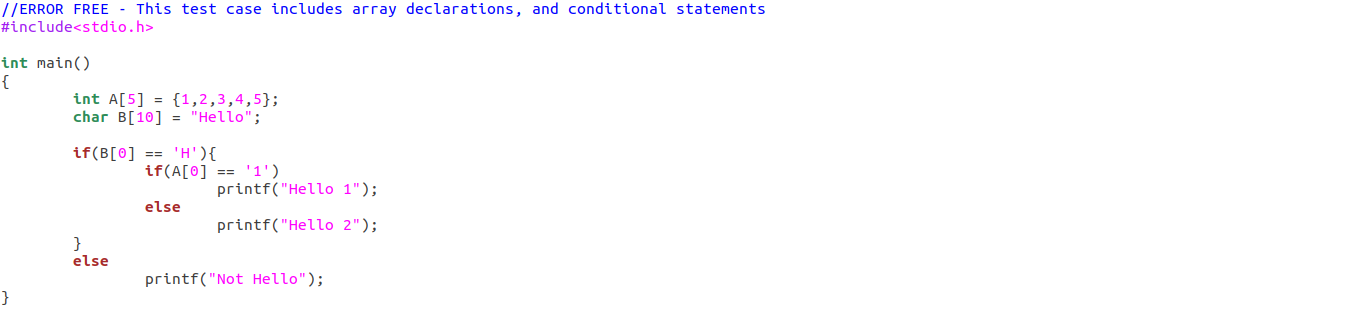 //ERROR FREE - This test case includes array declarations, and conditional statements
#include<stdio.h>

int main()
{
        int A[5] = {1,2,3,4,5};
        char B[10] = "Hello";

        if(B[0] == 'H'){
                if(A[0] == '1')
                        printf("Hello 1");
                else
                        printf("Hello 2");
        }
        else
                printf("Not Hello");
}